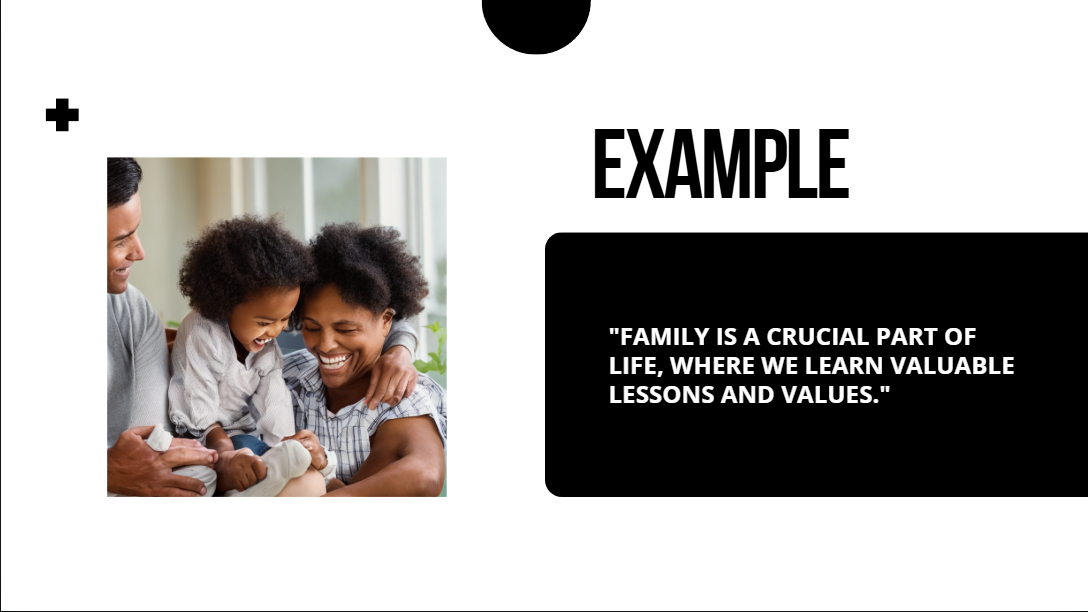 EXAMPLE
"FAMILY IS A CRUCIAL PART OF
LIFE, WHERE WE LEARN VALUABLE
LESSONS AND VALUES."